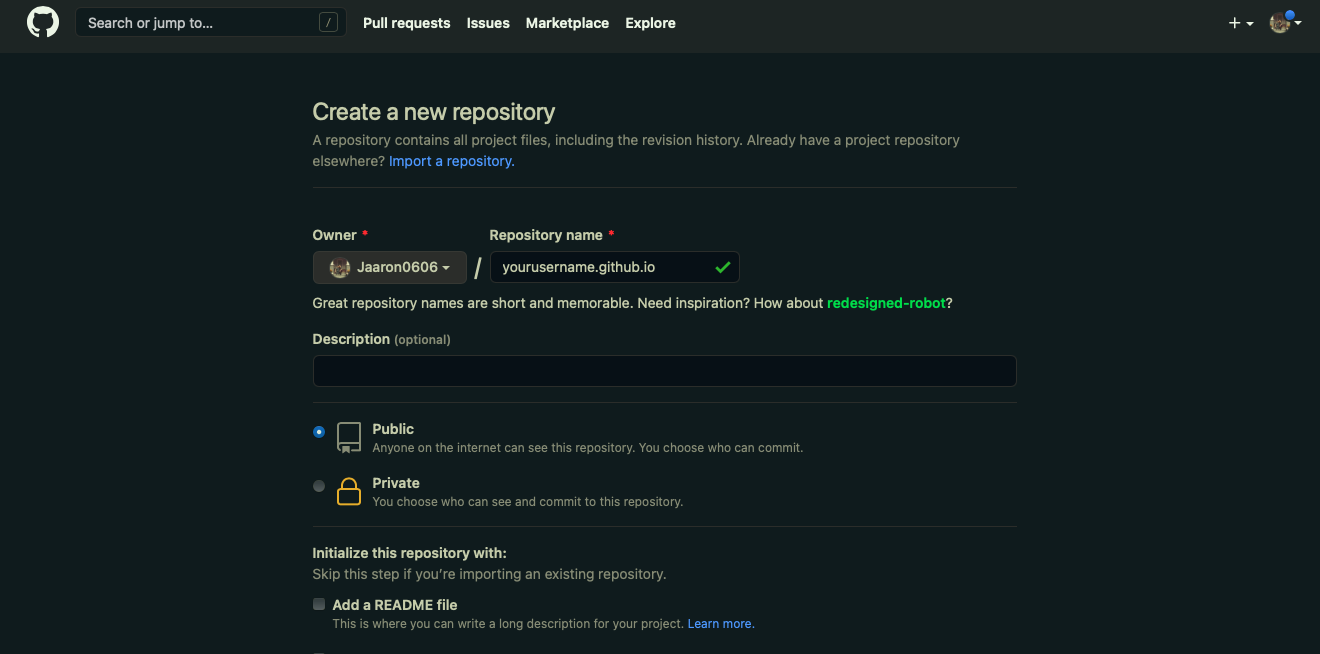 Search or jump to... / Pull requests Issues Marketplace Explore
Create a new repository
A repository contains all project files, including the revision history. Already have a project repository
elsewhere? Import a repository.
Owner * Repository name *
Jaaron0606 / yourusername.github.io
Great repository names are short and memorable. Need inspiration? How about redesigned-robot?
Description (optional)
Public
Anyone on the internet can see this repository. You choose who can commit.
Private
You choose who can see and commit to this repository.
Initialize this repository with:
Skip this step if you’re importing an existing repository.
Add a README file
This is where you can write a long description for your project. Learn more.